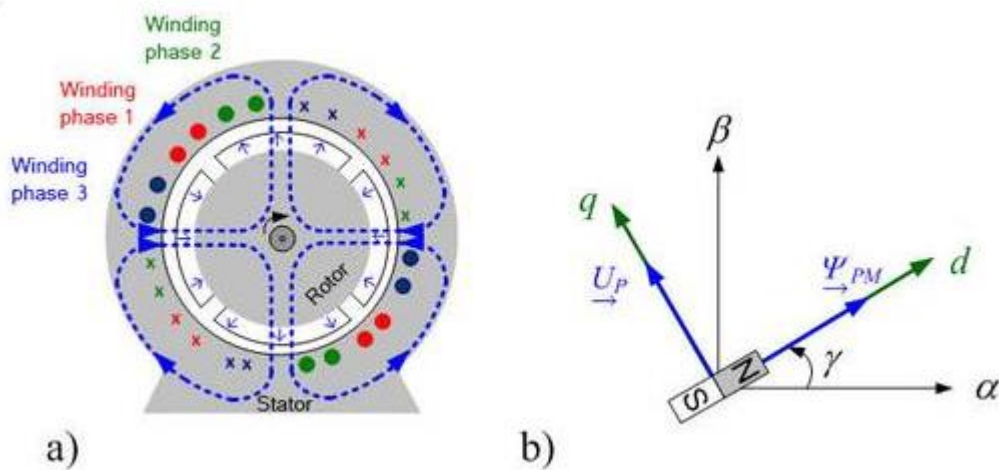 Winding
phase 2
Winding
phase 1
Winding
phase 3
x x
x
x
x
x
x
x
x
x
x
x x
γ
Rotor
Stator
a)
β
q
U_P
Ψ_PM
d
N
S
γ
α
b)